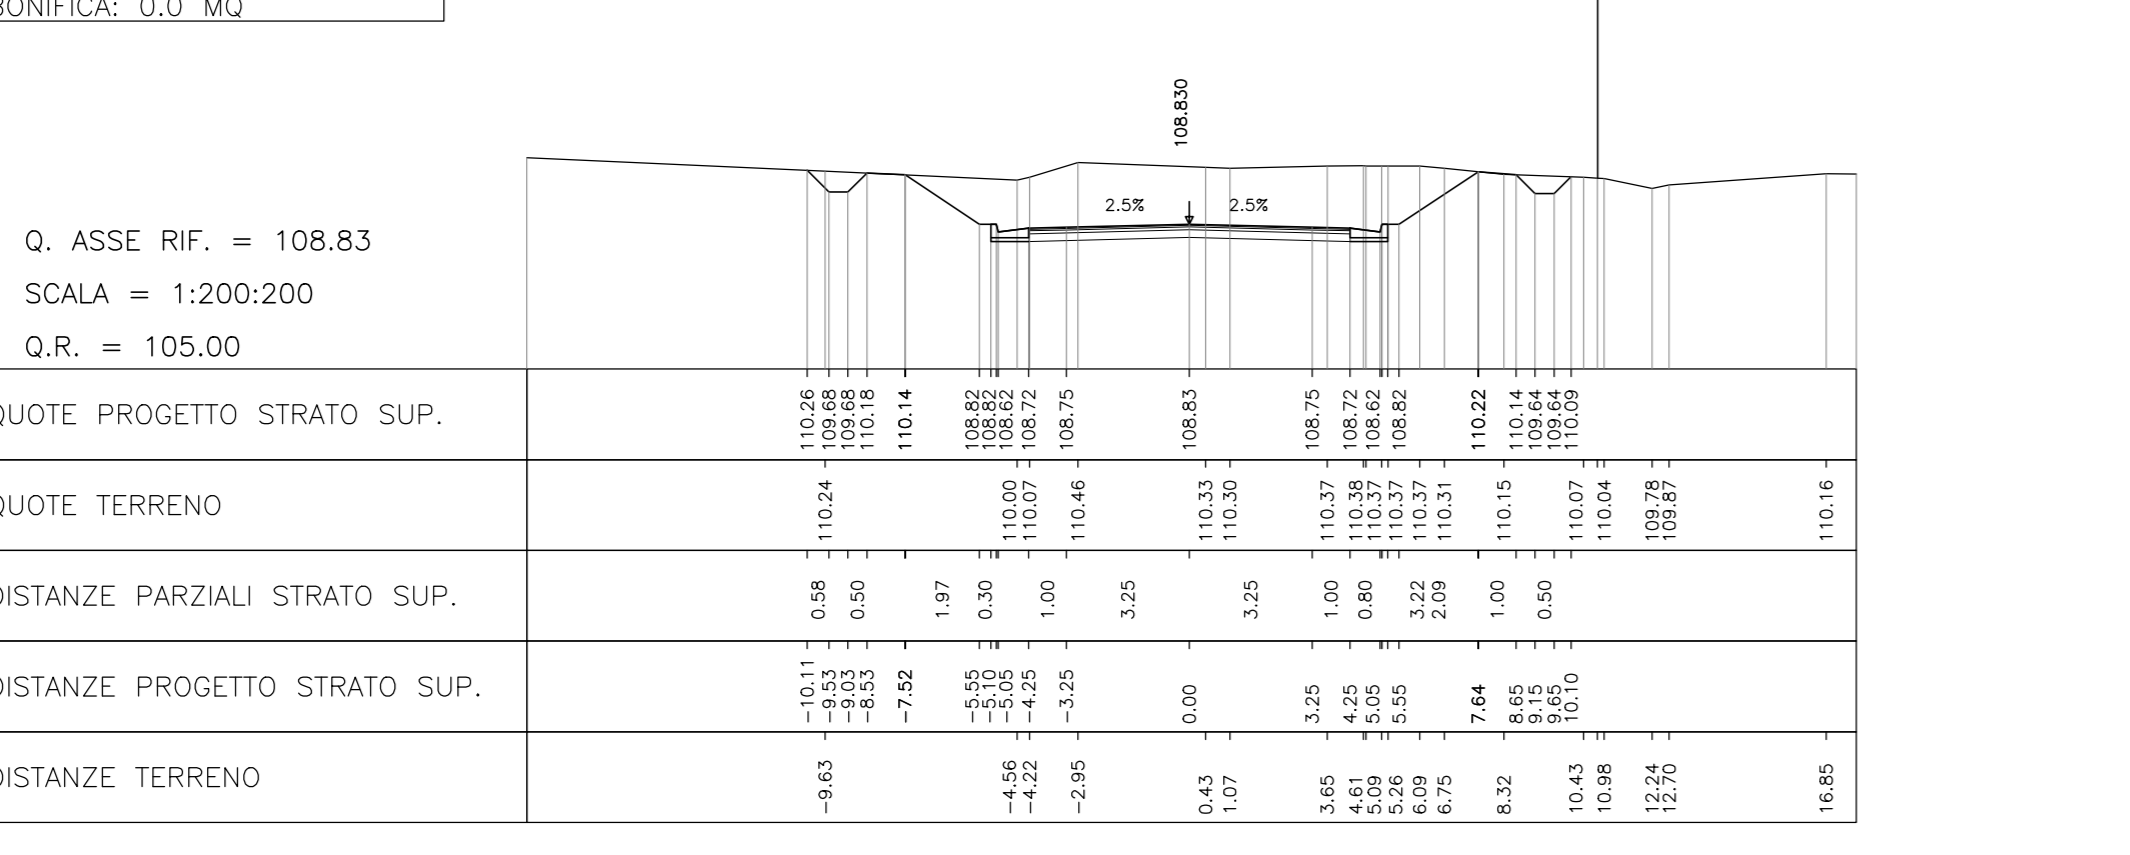 BONIFICA: 0.0 MQ
108.830
2.5% 2.5%
Q. ASSE RIF. = 108.83
SCALA = 1:200:200
Q.R. = 105.00
QUOTE PROGETTO STRATO SUP. 110.26 109.68 109.68 110.18 110.14 108.82 108.82 108.62 108.72 108.75 108.83 108.75 108.72 108.62 108.82 110.22 110.14 109.64 109.64 110.09
QUOTE TERRENO 110.24 110.00 110.07 110.46 110.33 110.30 110.37 110.38 110.37 110.37 110.37 110.31 110.15 110.07 110.04 109.78 109.87 110.16
DISTANZE PARZIALI STRATO SUP. 0.58 0.50 1.97 0.30 1.00 3.25 3.25 1.00 0.80 3.22 2.09 1.00 0.50
DISTANZE PROGETTO STRATO SUP. -10.11 -9.53 -9.03 -8.53 -7.52 -5.55 -5.10 -5.05 -4.25 -3.25 0.00 3.25 4.25 5.05 5.55 7.64 8.65 9.15 9.65 10.10
DISTANZE TERRENO -9.63 -4.56 -4.22 -2.95 0.43 1.07 3.65 4.61 5.09 5.26 6.09 6.75 8.32 10.43 10.98 12.24 12.70 16.85